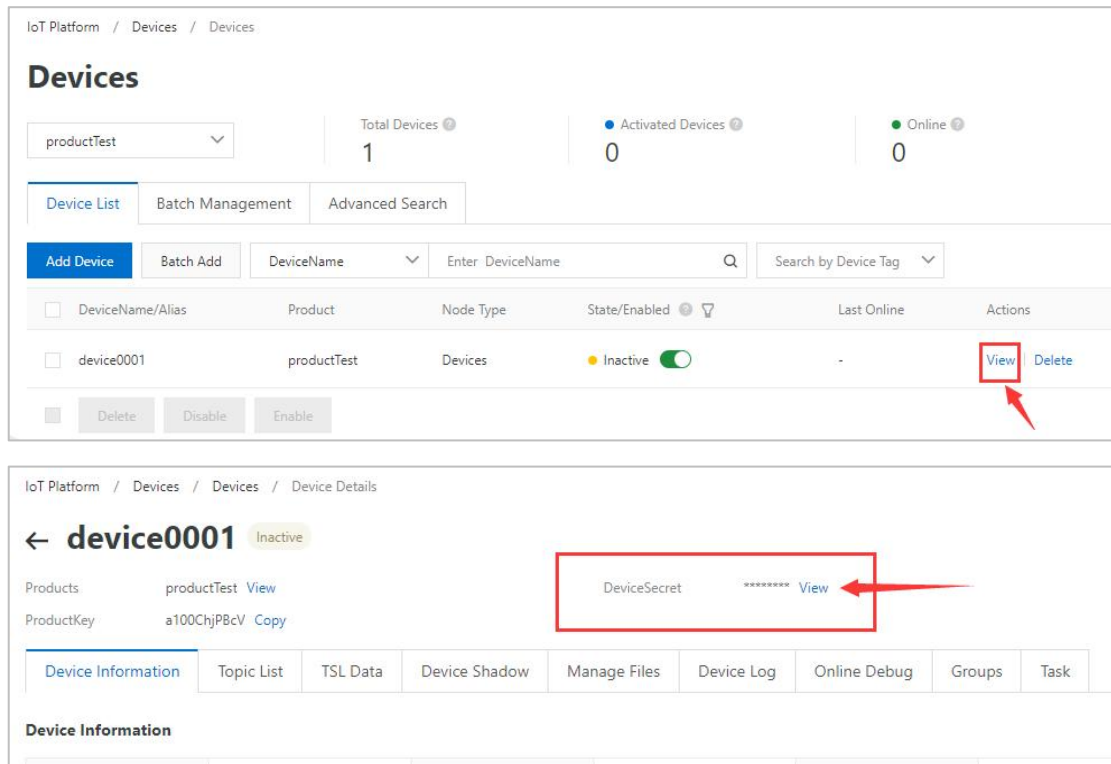 IoT Platform / Devices / Devices
Devices
productTest
Total Devices
1
Activated Devices
0
Online
0
Device List Batch Management Advanced Search
Add Device Batch Add DeviceName Enter DeviceName Search by Device Tag
DeviceName/Alias Product Node Type State/Enabled Last Online Actions
device0001 productTest Devices Inactive - View Delete
Delete Disable Enable
IoT Platform / Devices / Devices / Device Details
← device0001 Inactive
Products productTest View DeviceSecret ******** View
ProductKey a100ChjPBcV Copy
Device Information Topic List TSL Data Device Shadow Manage Files Device Log Online Debug Groups Task
Device Information